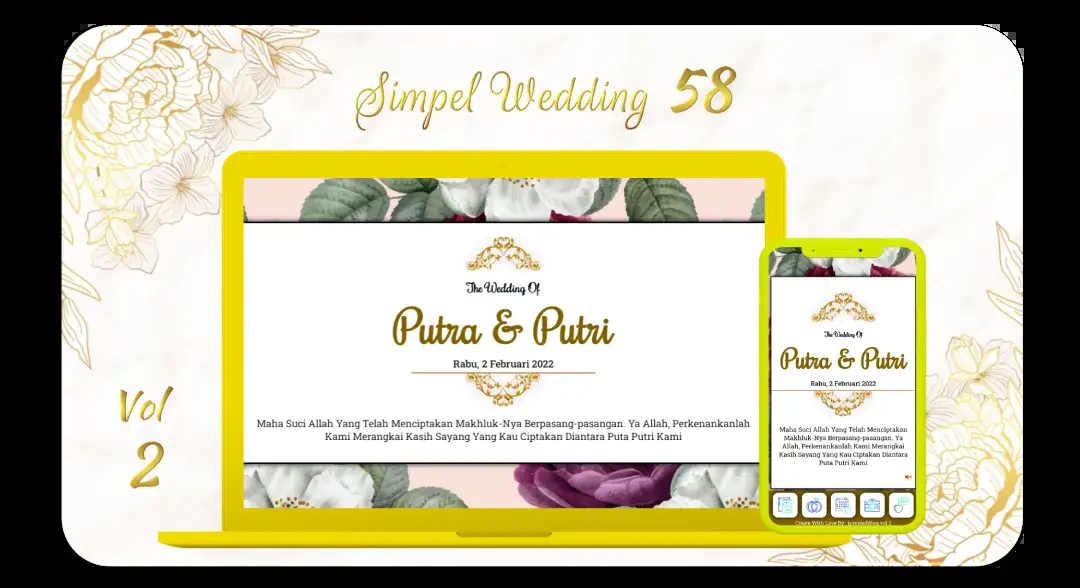 Simpel Wedding 58
The Wedding Of
Putra & Putri
Rabu, 2 Februari 2022
Maha Suci Allah Yang Telah Menciptakan Makhluk-Nya Berpasang-pasangan. Ya Allah, Perkenankanlah
Kami Merangkai Kasih Sayang Yang Kau Ciptakan Diantara Puta Putri Kami
The Wedding Of
Putra & Putri
Rabu, 2 Februari 2022
Maha Suci Allah Yang Telah Menciptakan
Makhluk-Nya Berpasang-pasangan. Ya
Allah, Perkenankanlah Kami Merangkai
Kasih Sayang Yang Kau Ciptakan Diantara
Puta Putri Kami
Create With Love By
Vol
2